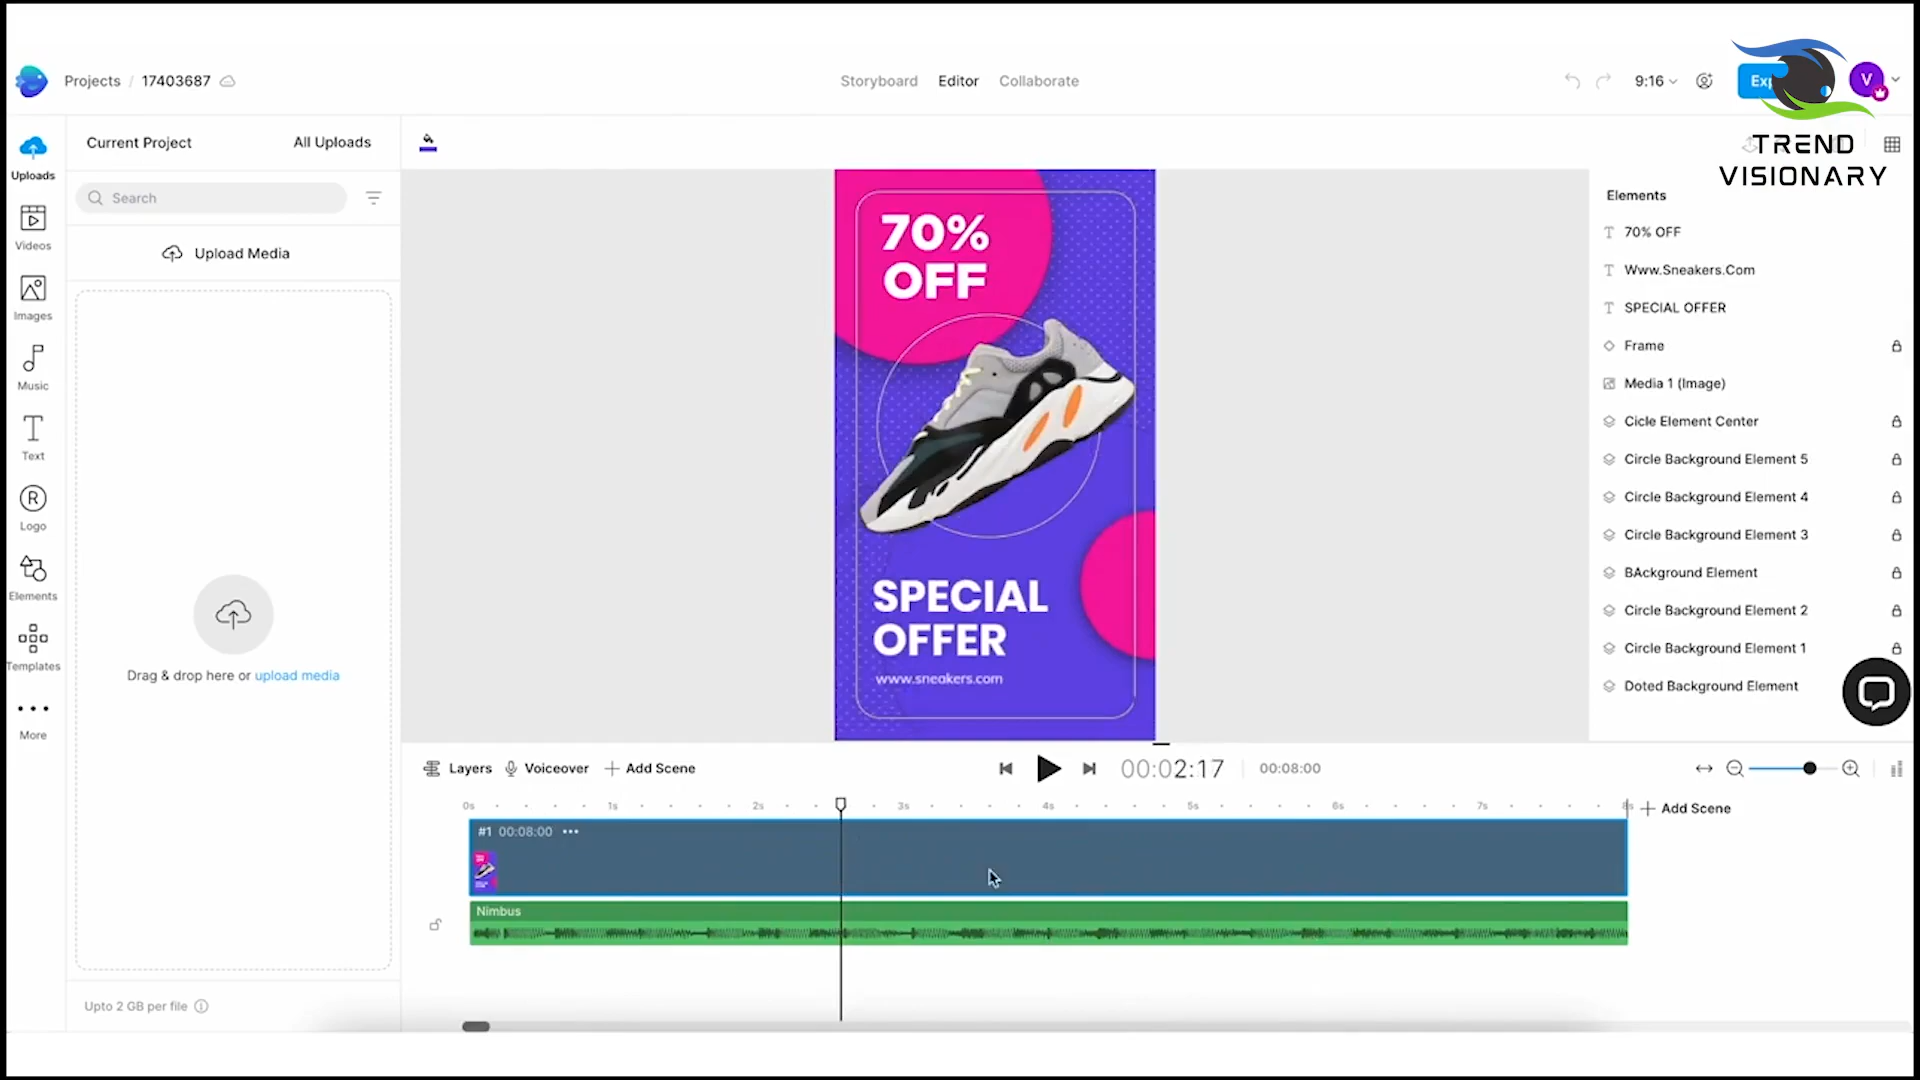 Projects / 17403687
Storyboard Editor Collaborate
9:16
V
TREND
VISIONARY
Current Project All Uploads
Search
Upload Media
Drag & drop here or upload media
Upto 2 GB per file
Uploads
Videos
Images
Music
Text
Logo
Elements
Templates
More
70%
OFF
SPECIAL
OFFER
www.sneakers.com
Elements
70% OFF
Www.Sneakers.Com
SPECIAL OFFER
Frame
Media 1 (Image)
Cicle Element Center
Circle Background Element 5
Circle Background Element 4
Circle Background Element 3
BAckground Element
Circle Background Element 2
Circle Background Element 1
Doted Background Element
Layers Voiceover Add Scene
00:02:17 00:08:00
0s 1s 2s 3s 4s 5s 6s 7s 8s
Add Scene
#1 00:08:00
Nimbus